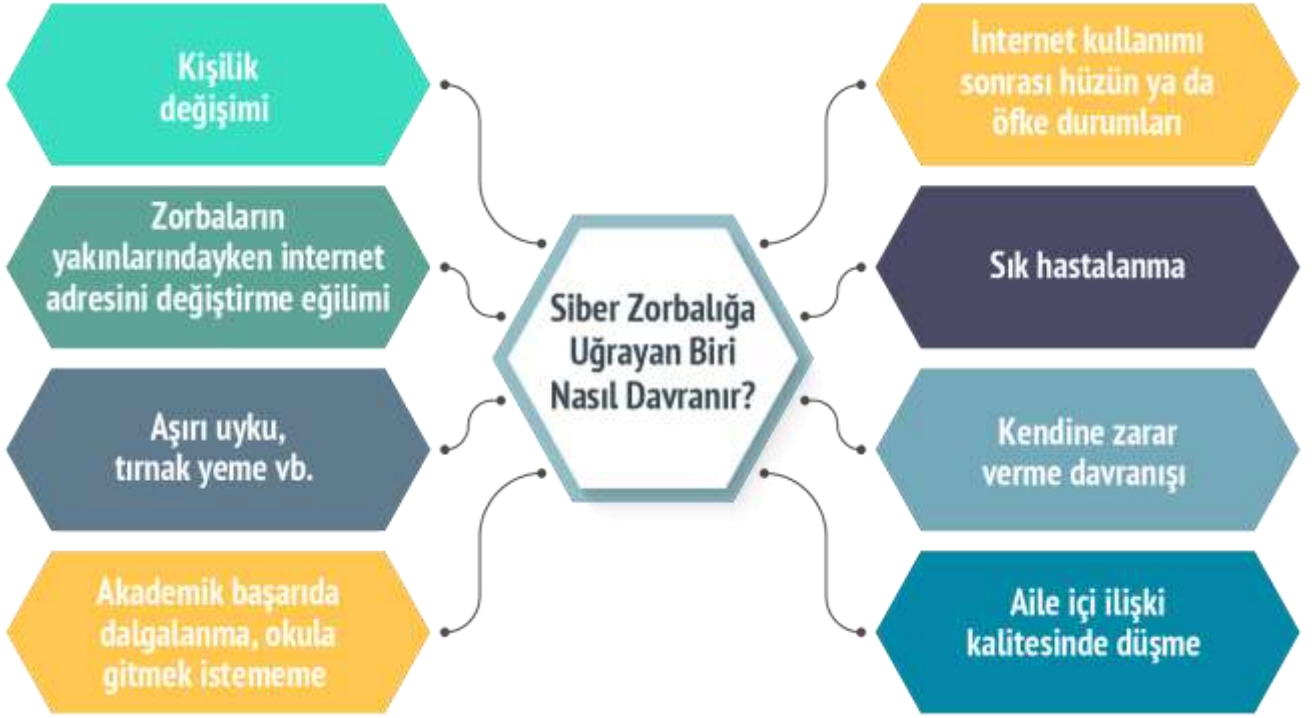 Kişilik
değişimi
Zorbaların
yakınlarındayken internet
adresini değiştirme eğilimi
Aşırı uyku,
tırnak yeme vb.
Akademik başarıda
dalgalanma, okula
gitmek istememe
Siber Zorbalığa
Uğrayan Biri
Nasıl Davranır?
İnternet kullanımı
sonrası hüzün ya da
öfke durumları
Sık hastalanma
Kendine zarar
verme davranışı
Aile içi ilişki
kalitesinde düşme